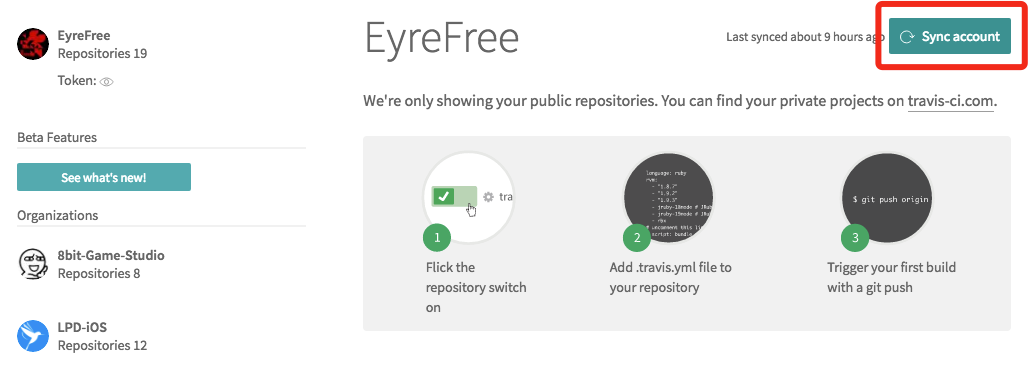 EyreFree
Repositories 19
Token:
Beta Features
See what's new!
Organizations
8bit-Game-Studio
Repositories 8
LPD-iOS
Repositories 12
EyreFree
Last synced about 9 hours ago
Sync account
We're only showing your public repositories. You can find your private projects on travis-ci.com.
tra
1
Flick the
repository switch
on
language: ruby
rvm:
- "1.8.7"
- "1.9.2"
- "1.9.3"
- jruby-18mode # JRub
- jruby-19mode # JRub
- rbx
# uncomment this li
script: bundle
2
Add .travis.yml file to
your repository
$ git push origin
3
Trigger your first build
with a git push